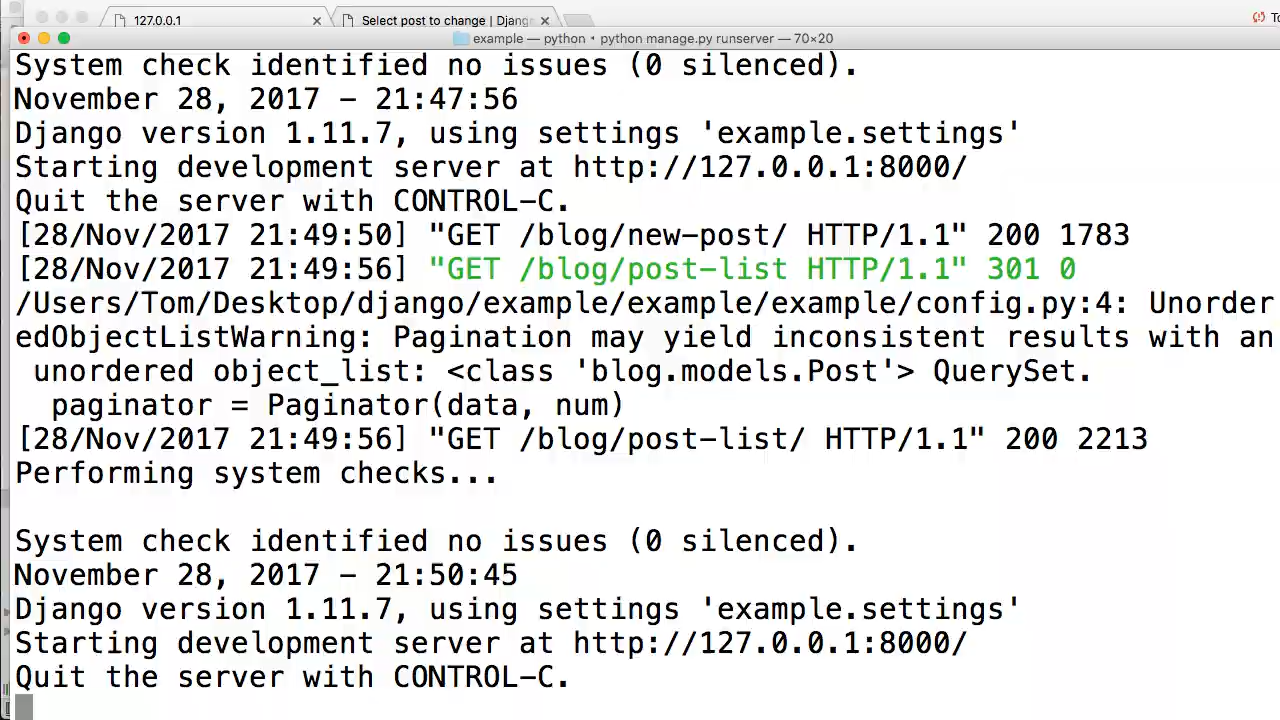 127.0.0.1
Select post to change | Djang
example — python • python manage.py runserver — 70×20
System check identified no issues (0 silenced).
November 28, 2017 - 21:47:56
Django version 1.11.7, using settings 'example.settings'
Starting development server at http://127.0.0.1:8000/
Quit the server with CONTROL-C.
[28/Nov/2017 21:49:50] "GET /blog/new-post/ HTTP/1.1" 200 1783
[28/Nov/2017 21:49:56] "GET /blog/post-list HTTP/1.1" 301 0
/Users/Tom/Desktop/django/example/example/example/config.py:4: Unorder
edObjectListWarning: Pagination may yield inconsistent results with an
 unordered object_list: <class 'blog.models.Post'> QuerySet.
  paginator = Paginator(data, num)
[28/Nov/2017 21:49:56] "GET /blog/post-list/ HTTP/1.1" 200 2213
Performing system checks...
System check identified no issues (0 silenced).
November 28, 2017 - 21:50:45
Django version 1.11.7, using settings 'example.settings'
Starting development server at http://127.0.0.1:8000/
Quit the server with CONTROL-C.